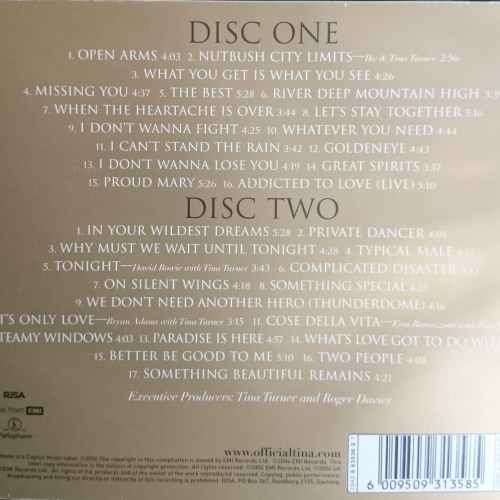 DISC ONE
1. OPEN ARMS 4:03 2. NUTBUSH CITY LIMITS—Ike & Tina Turner 2:56
3. WHAT YOU GET IS WHAT YOU SEE 4:26
4. MISSING YOU 4:37 5. THE BEST 5:28 6. RIVER DEEP MOUNTAIN HIGH
7. WHEN THE HEARTACHE IS OVER 3:44 8. LET'S STAY TOGETHER 5:16
9. I DON'T WANNA FIGHT 4:25 10. WHATEVER YOU NEED 4:44
11. I CAN'T STAND THE RAIN 3:42 12. GOLDENEYE 4:43
13. I DON'T WANNA LOSE YOU 4:19 14. GREAT SPIRITS 3:37
15. PROUD MARY 5:26 16. ADDICTED TO LOVE (LIVE) 5:10
DISC TWO
1. IN YOUR WILDEST DREAMS 5:28 2. PRIVATE DANCER
3. WHY MUST WE WAIT UNTIL TONIGHT 4:28 4. TYPICAL MALE
5. TONIGHT—David Bowie with Tina Turner 3:43 6. COMPLICATED DISASTER
7. ON SILENT WINGS 4:18 8. SOMETHING SPECIAL
9. WE DON'T NEED ANOTHER HERO (THUNDERDOME) 4:16
T'S ONLY LOVE—Bryan Adams with Tina Turner 3:15 11. COSE DELLA VITA—Eros Ramazzotti with
TEAMY WINDOWS 4:03 13. PARADISE IS HERE 4:57 14. WHAT'S LOVE GOT TO DO WI
15. BETTER BE GOOD TO ME 5:10 16. TWO PEOPLE 4:08
17. SOMETHING BEAUTIFUL REMAINS 4:21
Executive Producers: Tina Turner and Roger Davies
RISA
EMI
Parlophone
www.officialtina.com
6 009509 313585